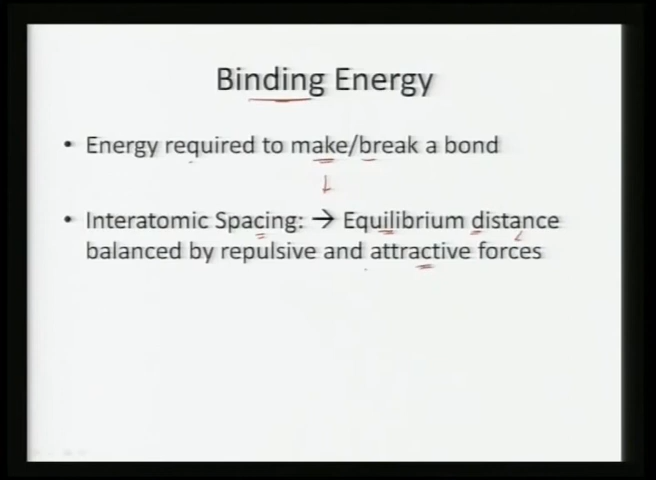 Binding Energy
• Energy required to make/break a bond
• Interatomic Spacing: → Equilibrium distance
balanced by repulsive and attractive forces